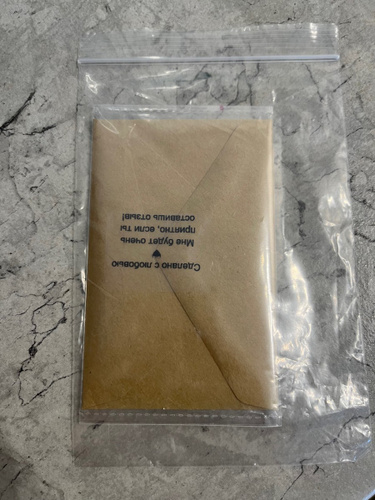 Сделано с любовью
♥
Мне будет очень
приятно, если ты
оставишь отзыв!